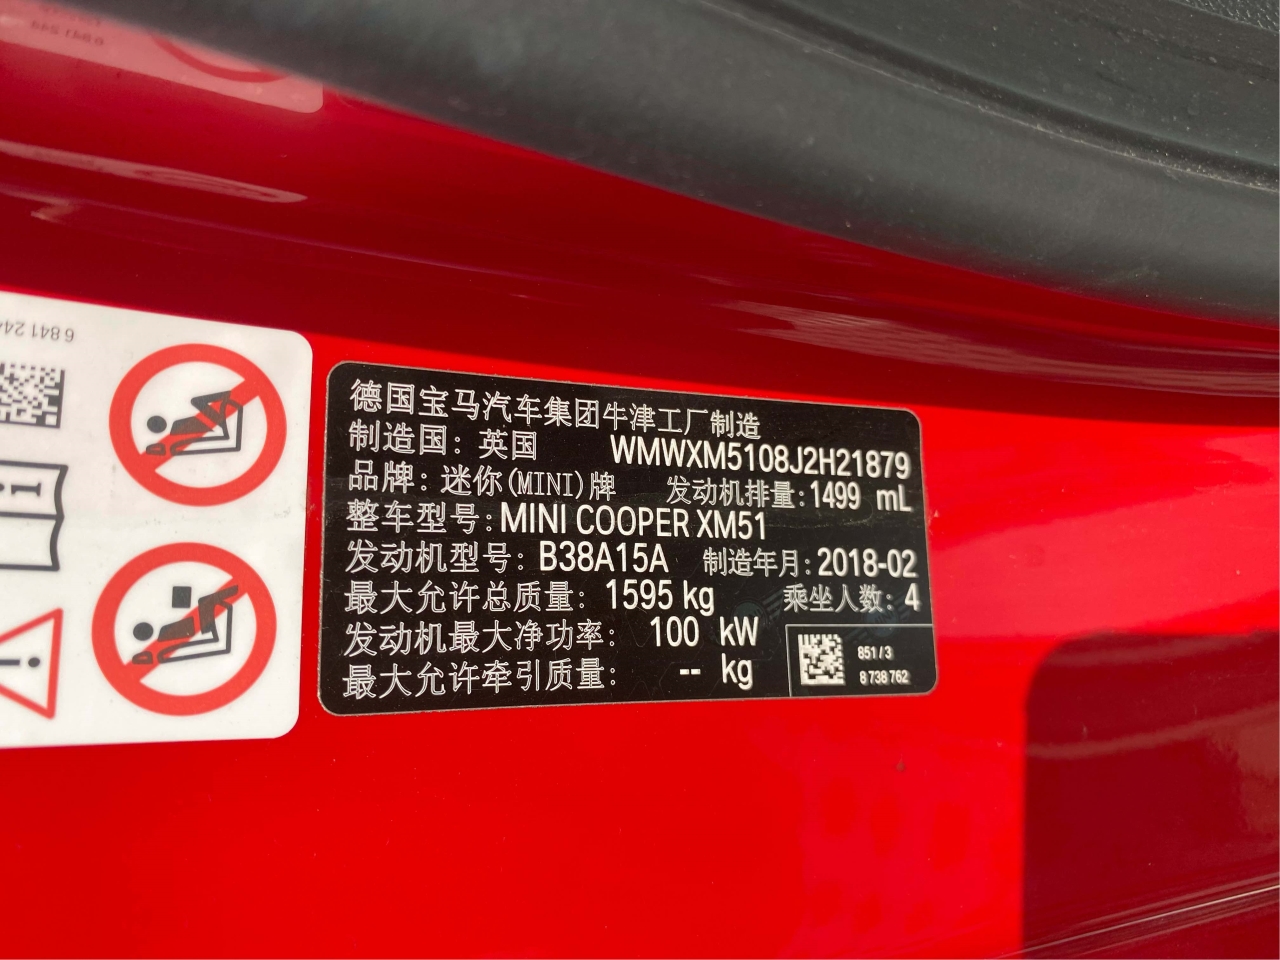 6 841 244
德国宝马汽车集团牛津工厂制造
制造国：英国 WMWXM5108J2H21879
品牌：迷你(MINI)牌 发动机排量：1499 mL
整车型号：MINI COOPER XM51
发动机型号：B38A15A 制造年月：2018-02
最大允许总质量：1595 kg 乘坐人数：4
发动机最大净功率：100 kW
最大允许牵引质量：-- kg
851 / 3
8 738 762